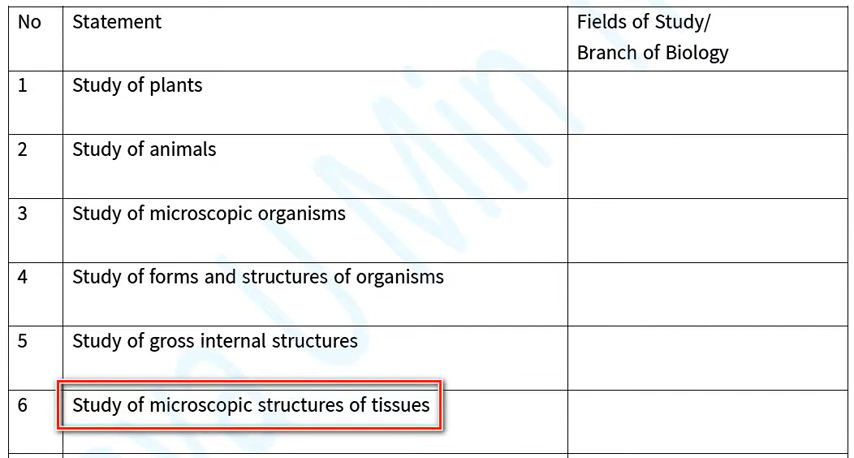 No Statement Fields of Study/
Branch of Biology
1 Study of plants
2 Study of animals
3 Study of microscopic organisms
4 Study of forms and structures of organisms
5 Study of gross internal structures
6 Study of microscopic structures of tissues